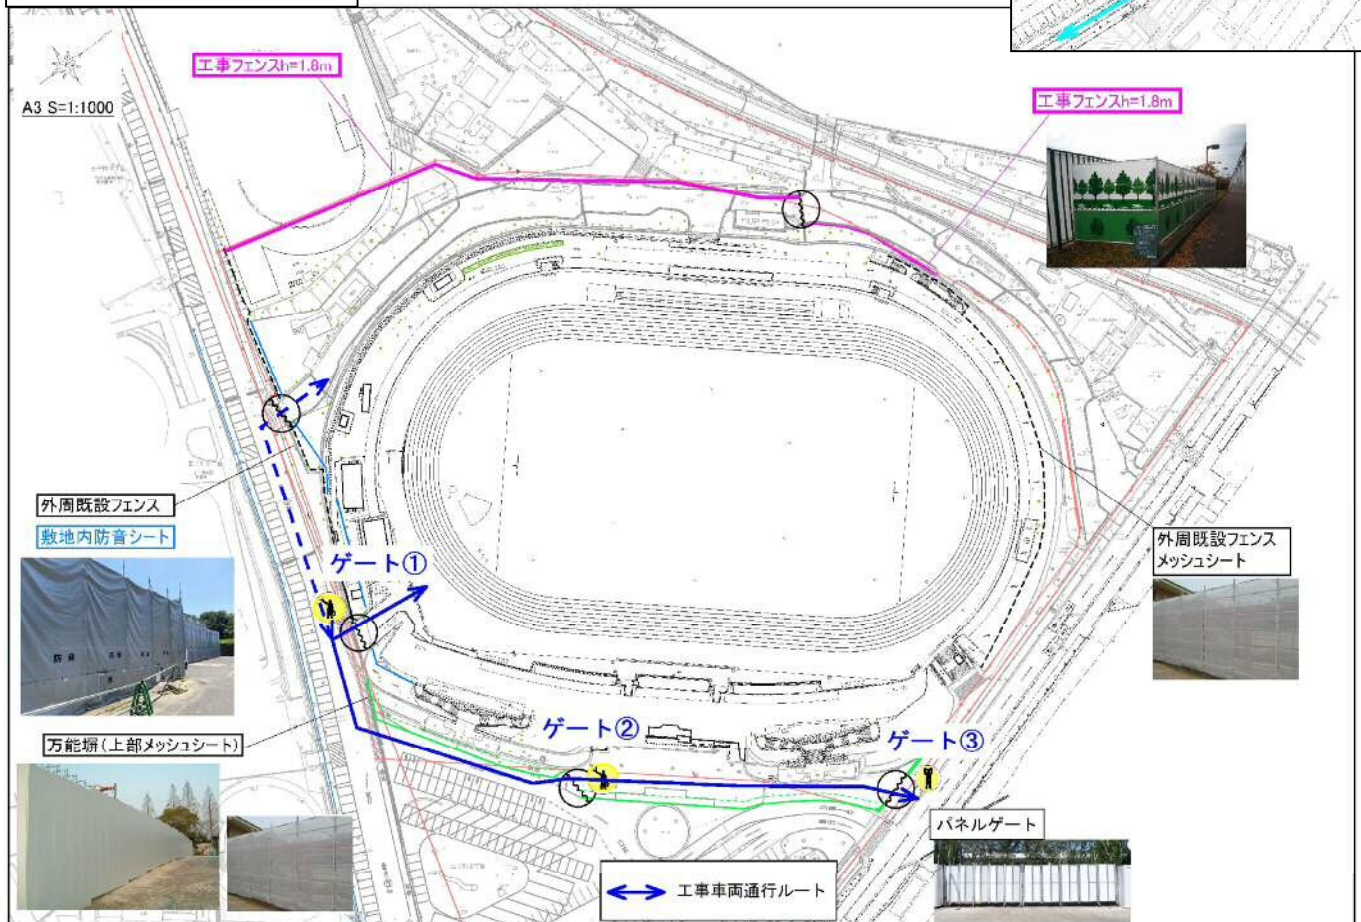 工事フェンスh=1.8m
A3 S=1:1000
工事フェンスh=1.8m
外周既設フェンス
敷地内防音シート
ゲート①
外周既設フェンス
メッシュシート
防音
万能塀(上部メッシュシート)
ゲート②
ゲート③
パネルゲート
工事車両通行ルート